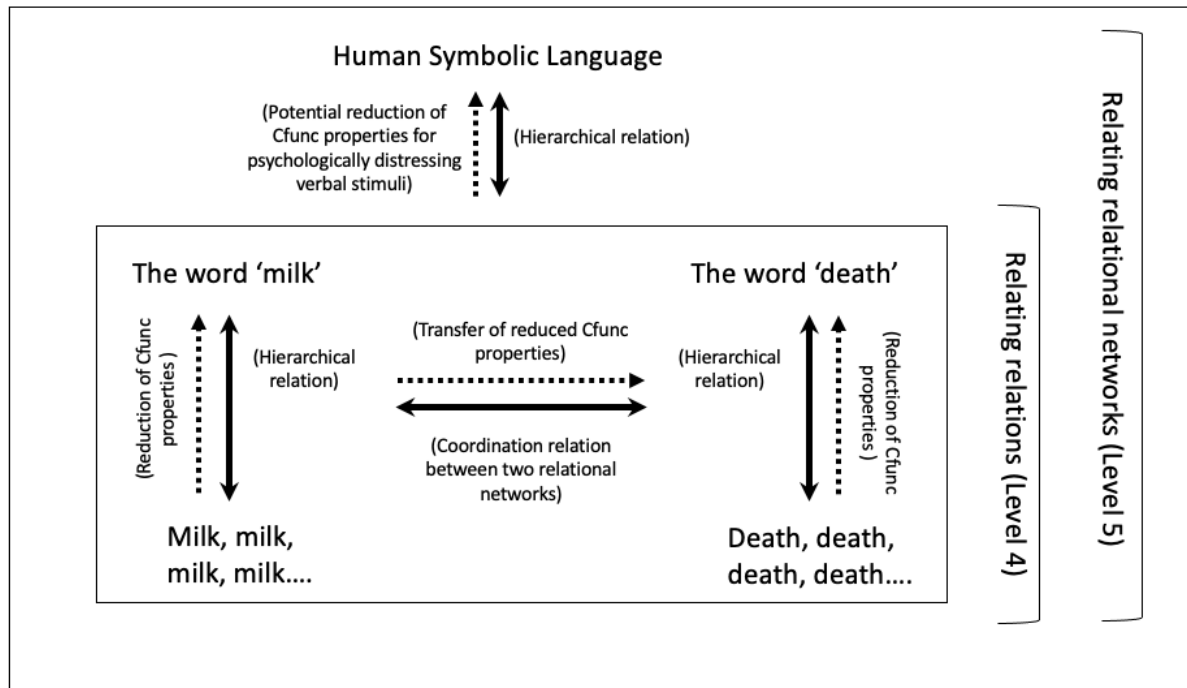 Human Symbolic Language
(Potential reduction of
Cfunc properties for
psychologically distressing
verbal stimuli)
(Hierarchical relation)
The word ‘milk’
The word ‘death’
(Reduction of Cfunc
properties )
(Hierarchical
relation)
(Transfer of reduced Cfunc
properties)
(Coordination relation
between two relational
networks)
(Hierarchical
relation)
(Reduction of Cfunc
properties )
Milk, milk,
milk, milk….
Death, death,
death, death….
Relating relations (Level 4)
Relating relational networks (Level 5)